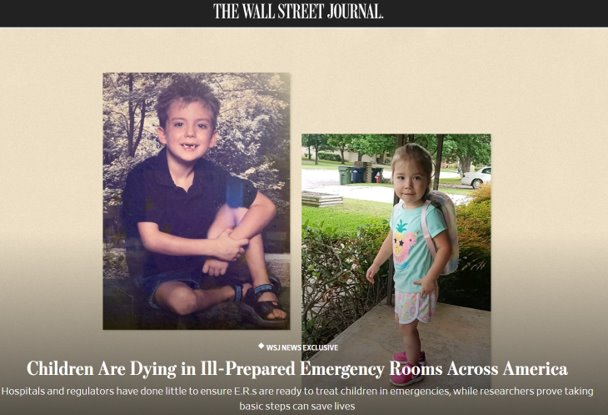 THE WALL STREET JOURNAL.
WSJ NEWS EXCLUSIVE
Children Are Dying in Ill-Prepared Emergency Rooms Across America
Hospitals and regulators have done little to ensure E.R.s are ready to treat children in emergencies, while researchers prove taking
basic steps can save lives